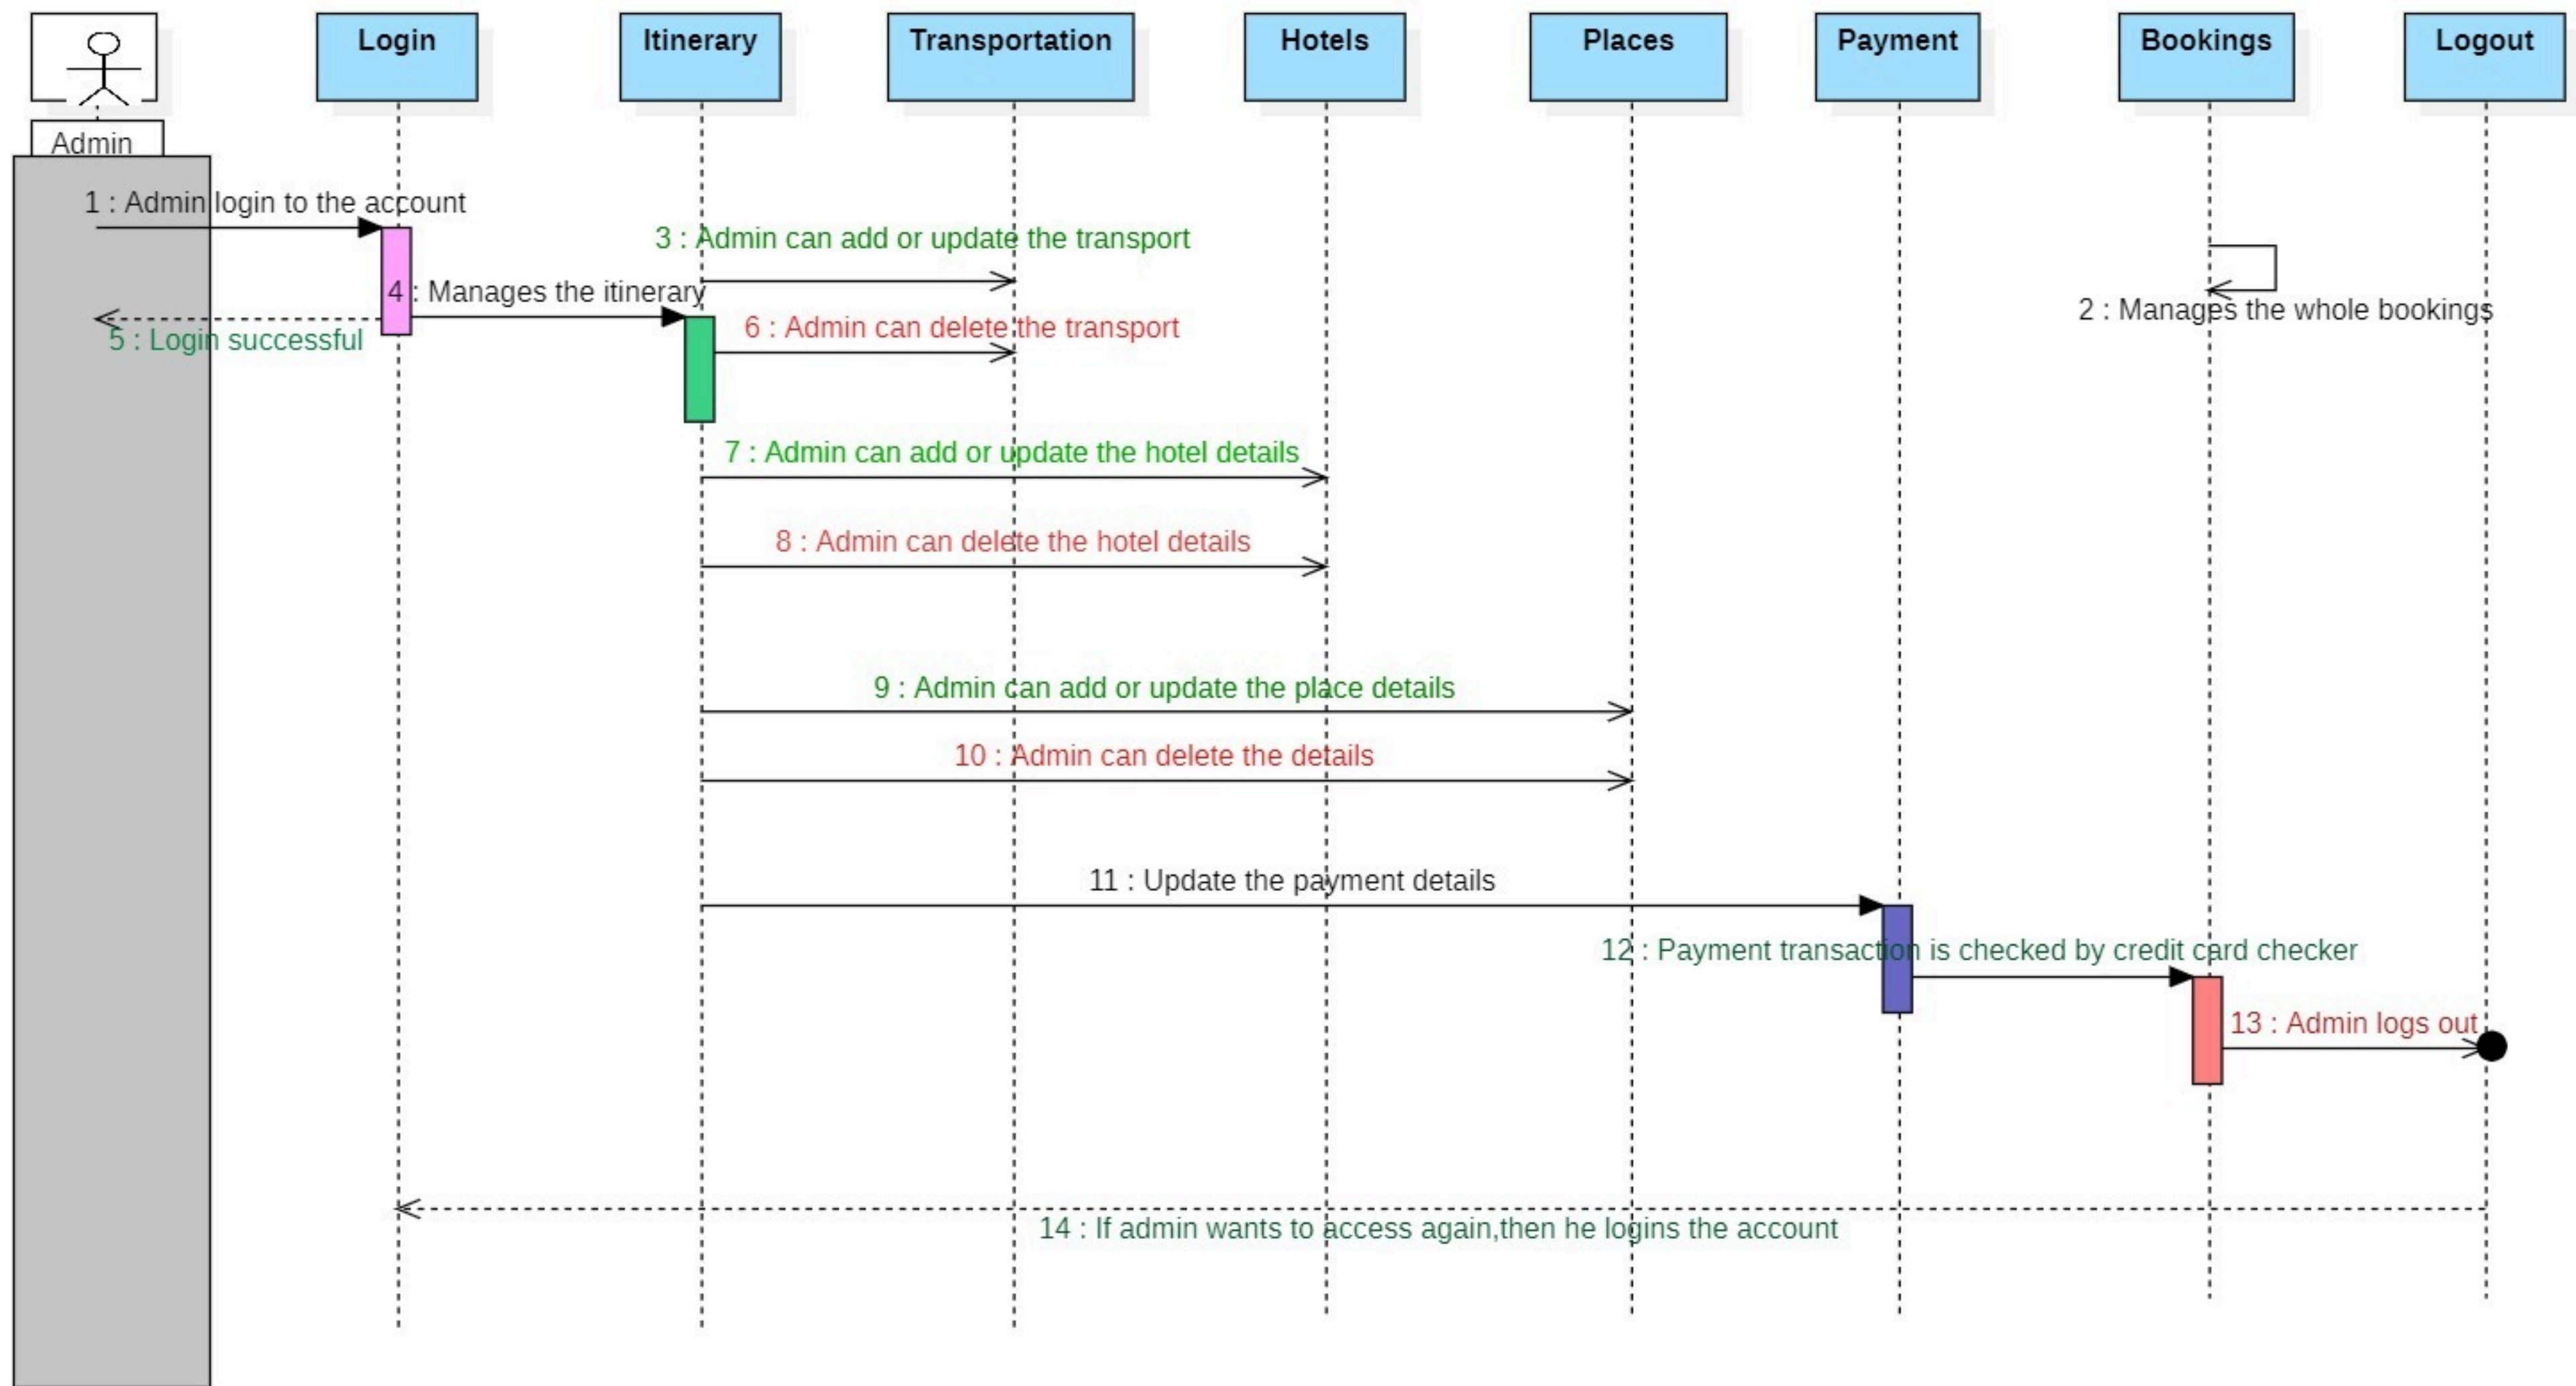 Login
Itinerary
Transportation
Hotels
Places
Payment
Bookings
Logout
Admin
1 : Admin login to the account
3 : Admin can add or update the transport
4 : Manages the itinerary
2 : Manages the whole bookings
6 : Admin can delete the transport
5 : Login successful
7 : Admin can add or update the hotel details
8 : Admin can delete the hotel details
9 : Admin can add or update the place details
10 : Admin can delete the details
11 : Update the payment details
12 : Payment transaction is checked by credit card checker
13 : Admin logs out
14 : If admin wants to access again,then he logins the account